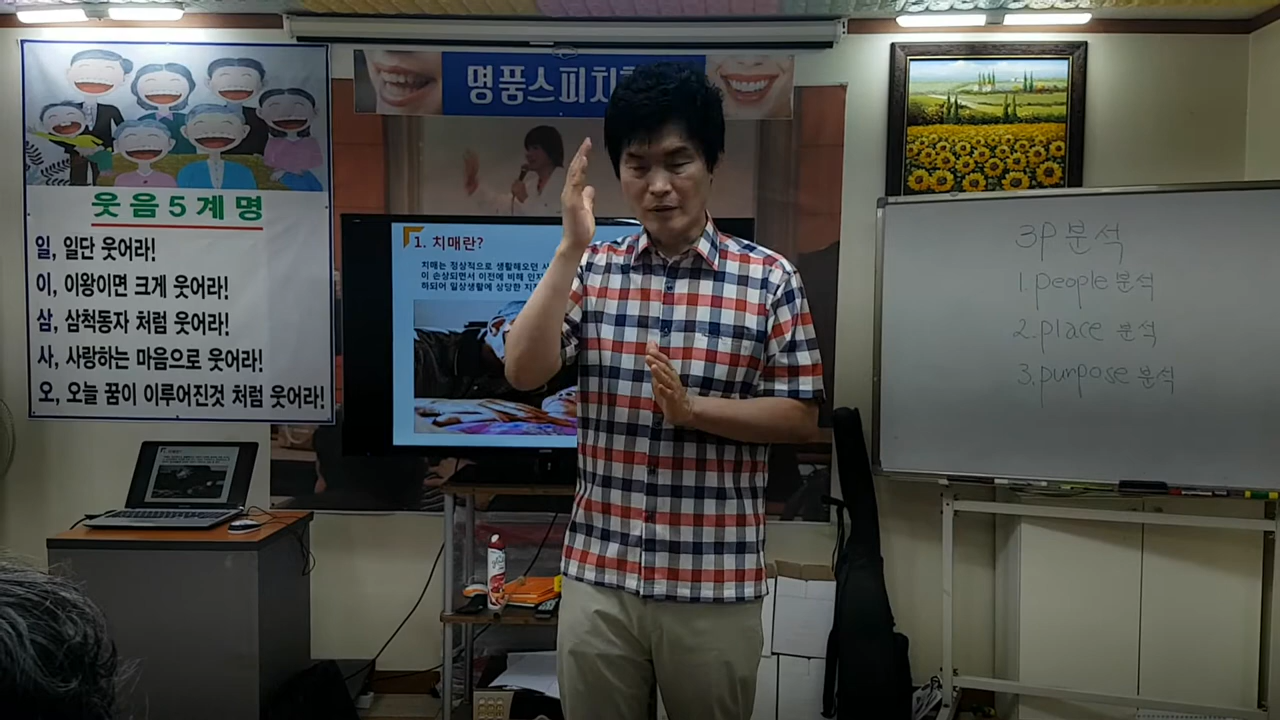 웃음5계명
일, 일단 웃어라!
이, 이왕이면 크게 웃어라!
삼, 삼척동자 처럼 웃어라!
사, 사랑하는 마음으로 웃어라!
오, 오늘 꿈이 이루어진것 처럼 웃어라!
명품스피치
1. 치매란?
치매는 정상적으로 생활해오던
이 손상되면서 이전에 비해
하되어 일상생활에 상당한
3P 분석
1. people 분석
2. place 분석
3. purpose 분석